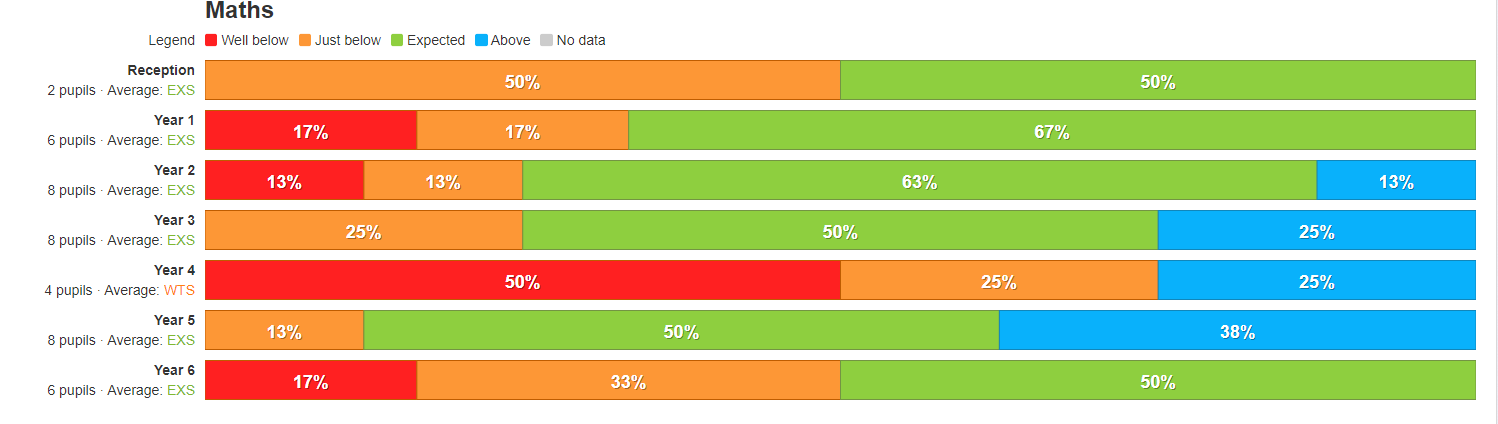 Maths
Legend Well below Just below Expected Above No data
Reception
2 pupils · Average: EXS
50% 50%
Year 1
6 pupils · Average: EXS
17% 17% 67%
Year 2
8 pupils · Average: EXS
13% 13% 63% 13%
Year 3
8 pupils · Average: EXS
25% 50% 25%
Year 4
4 pupils · Average: WTS
50% 25% 25%
Year 5
8 pupils · Average: EXS
13% 50% 38%
Year 6
6 pupils · Average: EXS
17% 33% 50%